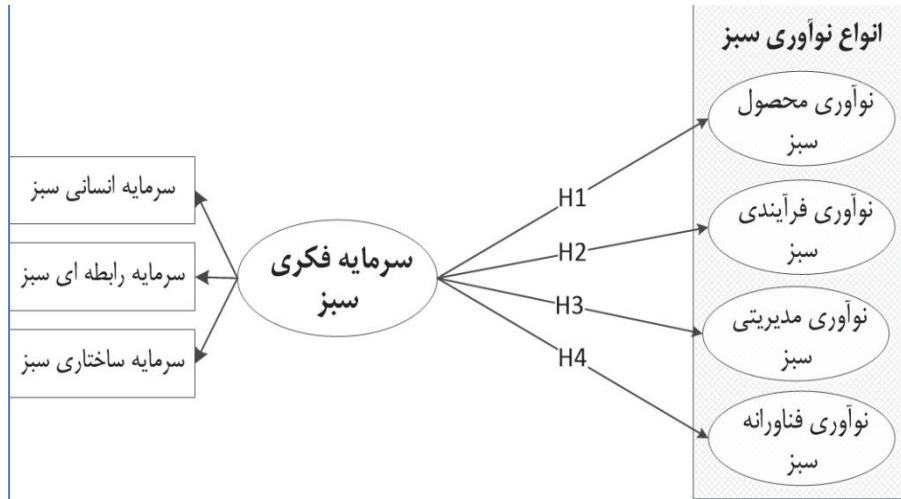 انواع نوآوری سبز
نوآوری محصول
سبز
نوآوری فرآیندی
سبز
نوآوری مدیریتی
سبز
نوآوری فناورانه
سبز
H1
H2
H3
H4
سرمایه فکری
سبز
سرمایه انسانی سبز
سرمایه رابطه ای سبز
سرمایه ساختاری سبز